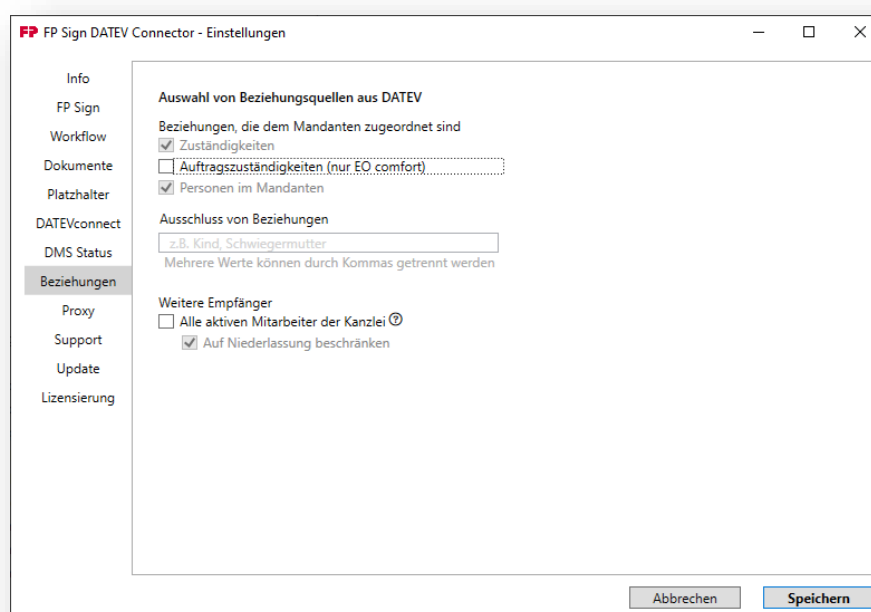 FP FP Sign DATEV Connector - Einstellungen
Info
FP Sign
Workflow
Dokumente
Platzhalter
DATEVconnect
DMS Status
Beziehungen
Proxy
Support
Update
Lizensierung
Auswahl von Beziehungsquellen aus DATEV
Beziehungen, die dem Mandanten zugeordnet sind
Zuständigkeiten
Auftragszuständigkeiten (nur EO comfort)
Personen im Mandanten
Ausschluss von Beziehungen
z.B. Kind, Schwiegermutter
Mehrere Werte können durch Kommas getrennt werden
Weitere Empfänger
Alle aktiven Mitarbeiter der Kanzlei ?
Auf Niederlassung beschränken
Abbrechen
Speichern